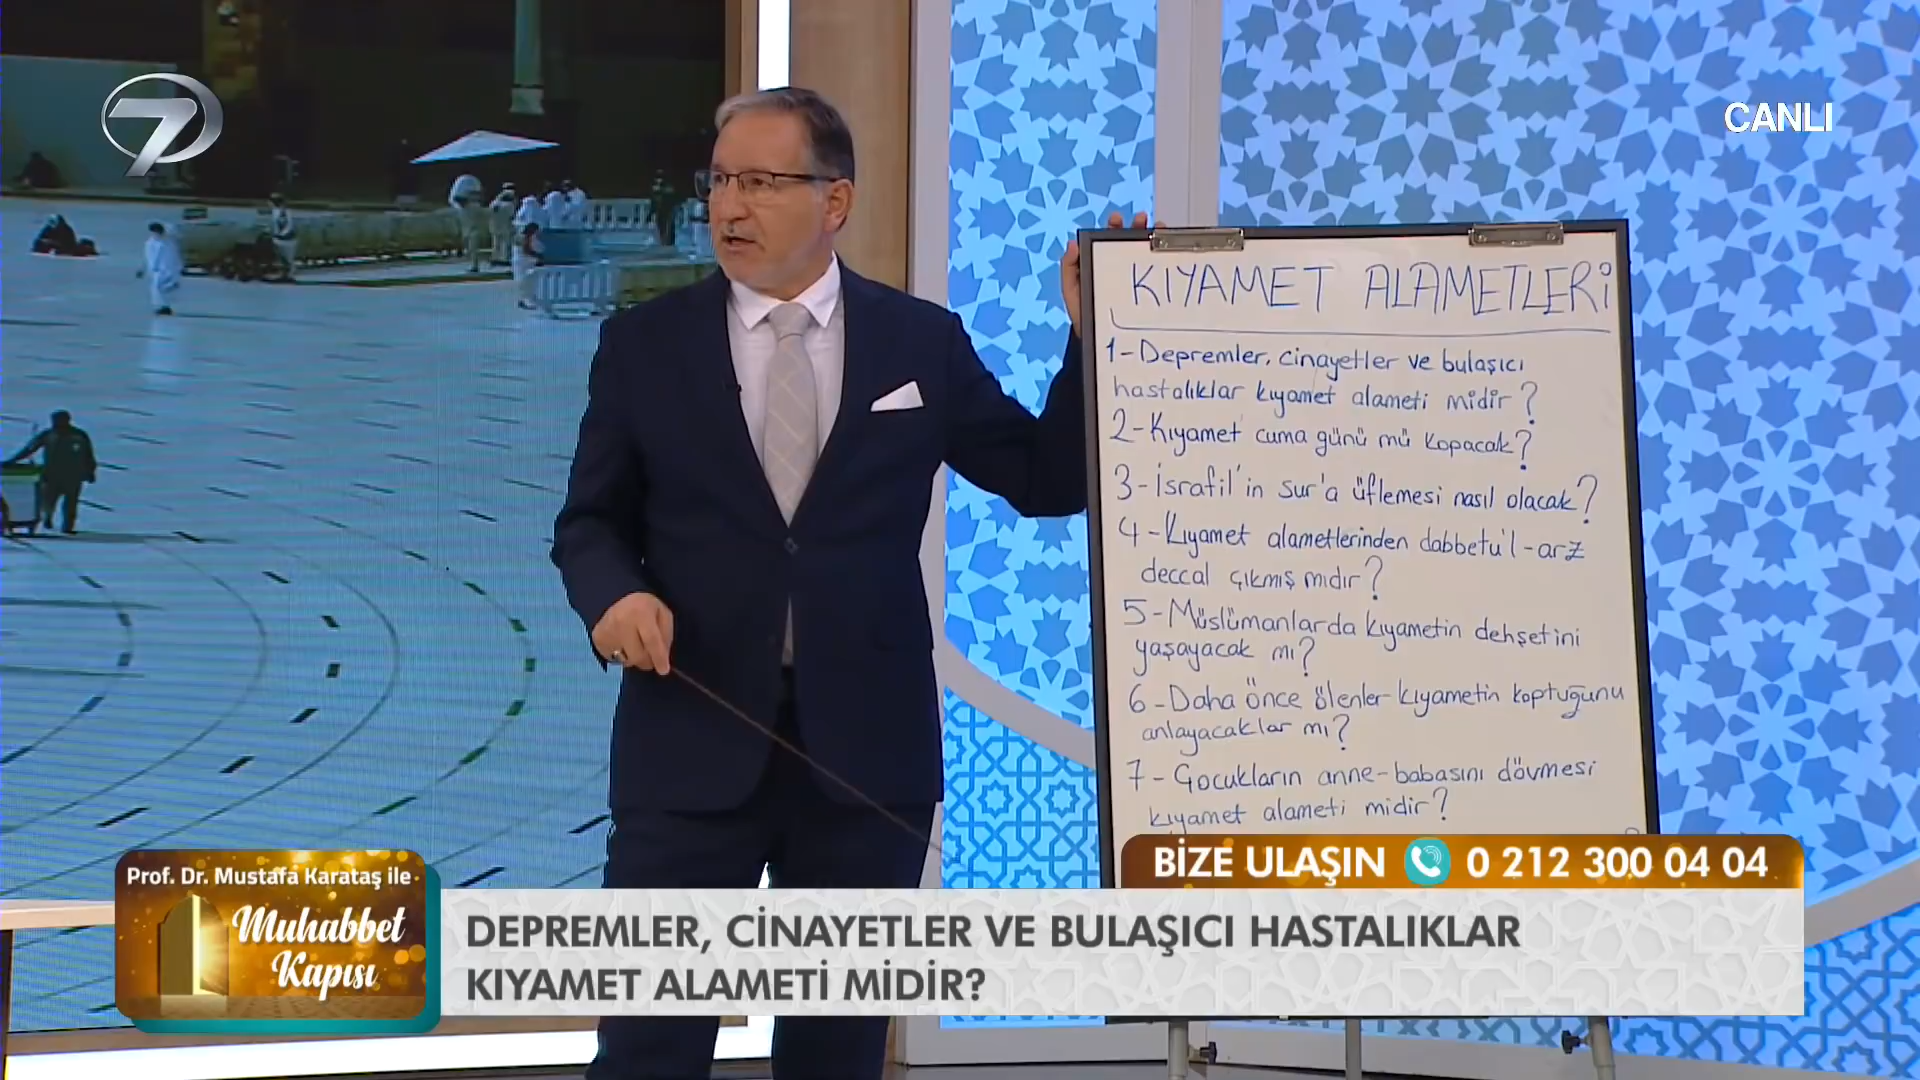 7
CANLI
KIYAMET ALAMETLERİ
1-Depremler, cinayetler ve bulaşıcı
hastalıklar kıyamet alameti midir?
2-Kıyamet cuma günü mü kopacak?
3-İsrafil'in sur'a üflemesi nasıl olacak?
4-Kıyamet alametlerinden dabbetu'l-arz
deccal çıkmış mıdır?
5-Müslümanlarda kıyametin dehşetini
yaşayacak mı?
6-Daha önce ölenler kıyametin koptuğunu
anlayacaklar mı?
7-Çocukların anne-babasını dövmesi
kıyamet alameti midir?
BİZE ULAŞIN 0 212 300 04 04
Prof. Dr. Mustafa Karataş ile
Muhabbet
Kapısı
DEPREMLER, CİNAYETLER VE BULAŞICI HASTALIKLAR
KIYAMET ALAMETİ MİDİR?